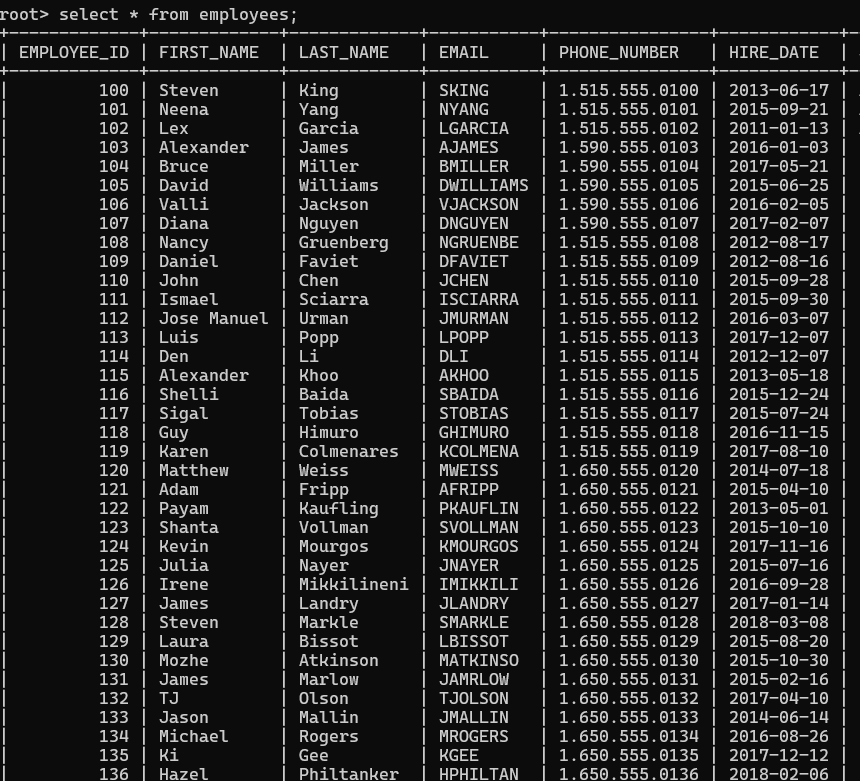 root> select * from employees;
| EMPLOYEE_ID | FIRST_NAME | LAST_NAME | EMAIL | PHONE_NUMBER | HIRE_DATE |
| 100 | Steven | King | SKING | 1.515.555.0100 | 2013-06-17 |
| 101 | Neena | Yang | NYANG | 1.515.555.0101 | 2015-09-21 |
| 102 | Lex | Garcia | LGARCIA | 1.515.555.0102 | 2011-01-13 |
| 103 | Alexander | James | AJAMES | 1.590.555.0103 | 2016-01-03 |
| 104 | Bruce | Miller | BMILLER | 1.590.555.0104 | 2017-05-21 |
| 105 | David | Williams | DWILLIAMS | 1.590.555.0105 | 2015-06-25 |
| 106 | Valli | Jackson | VJACKSON | 1.590.555.0106 | 2016-02-05 |
| 107 | Diana | Nguyen | DNGUYEN | 1.590.555.0107 | 2017-02-07 |
| 108 | Nancy | Gruenberg | NGRUENBE | 1.515.555.0108 | 2012-08-17 |
| 109 | Daniel | Faviet | DFAVIET | 1.515.555.0109 | 2012-08-16 |
| 110 | John | Chen | JCHEN | 1.515.555.0110 | 2015-09-28 |
| 111 | Ismael | Sciarra | ISCIARRA | 1.515.555.0111 | 2015-09-30 |
| 112 | Jose Manuel | Urman | JMURMAN | 1.515.555.0112 | 2016-03-07 |
| 113 | Luis | Popp | LPOPP | 1.515.555.0113 | 2017-12-07 |
| 114 | Den | Li | DLI | 1.515.555.0114 | 2012-12-07 |
| 115 | Alexander | Khoo | AKHOO | 1.515.555.0115 | 2013-05-18 |
| 116 | Shelli | Baida | SBAIDA | 1.515.555.0116 | 2015-12-24 |
| 117 | Sigal | Tobias | STOBIAS | 1.515.555.0117 | 2015-07-24 |
| 118 | Guy | Himuro | GHIMURO | 1.515.555.0118 | 2016-11-15 |
| 119 | Karen | Colmenares | KCOLMENA | 1.515.555.0119 | 2017-08-10 |
| 120 | Matthew | Weiss | MWEISS | 1.650.555.0120 | 2014-07-18 |
| 121 | Adam | Fripp | AFRIPP | 1.650.555.0121 | 2015-04-10 |
| 122 | Payam | Kaufling | PKAUFLIN | 1.650.555.0122 | 2013-05-01 |
| 123 | Shanta | Vollman | SVOLLMAN | 1.650.555.0123 | 2015-10-10 |
| 124 | Kevin | Mourgos | KMOURGOS | 1.650.555.0124 | 2017-11-16 |
| 125 | Julia | Nayer | JNAYER | 1.650.555.0125 | 2015-07-16 |
| 126 | Irene | Mikkilineni | IMIKKILI | 1.650.555.0126 | 2016-09-28 |
| 127 | James | Landry | JLANDRY | 1.650.555.0127 | 2017-01-14 |
| 128 | Steven | Markle | SMARKLE | 1.650.555.0128 | 2018-03-08 |
| 129 | Laura | Bissot | LBISSOT | 1.650.555.0129 | 2015-08-20 |
| 130 | Mozhe | Atkinson | MATKINSO | 1.650.555.0130 | 2015-10-30 |
| 131 | James | Marlow | JAMRLOW | 1.650.555.0131 | 2015-02-16 |
| 132 | TJ | Olson | TJOLSON | 1.650.555.0132 | 2017-04-10 |
| 133 | Jason | Mallin | JMALLIN | 1.650.555.0133 | 2014-06-14 |
| 134 | Michael | Rogers | MROGERS | 1.650.555.0134 | 2016-08-26 |
| 135 | Ki | Gee | KGEE | 1.650.555.0135 | 2017-12-12 |
| 136 | Hazel | Philtanker | HPHILTAN | 1.650.555.0136 | 2018-02-06 |